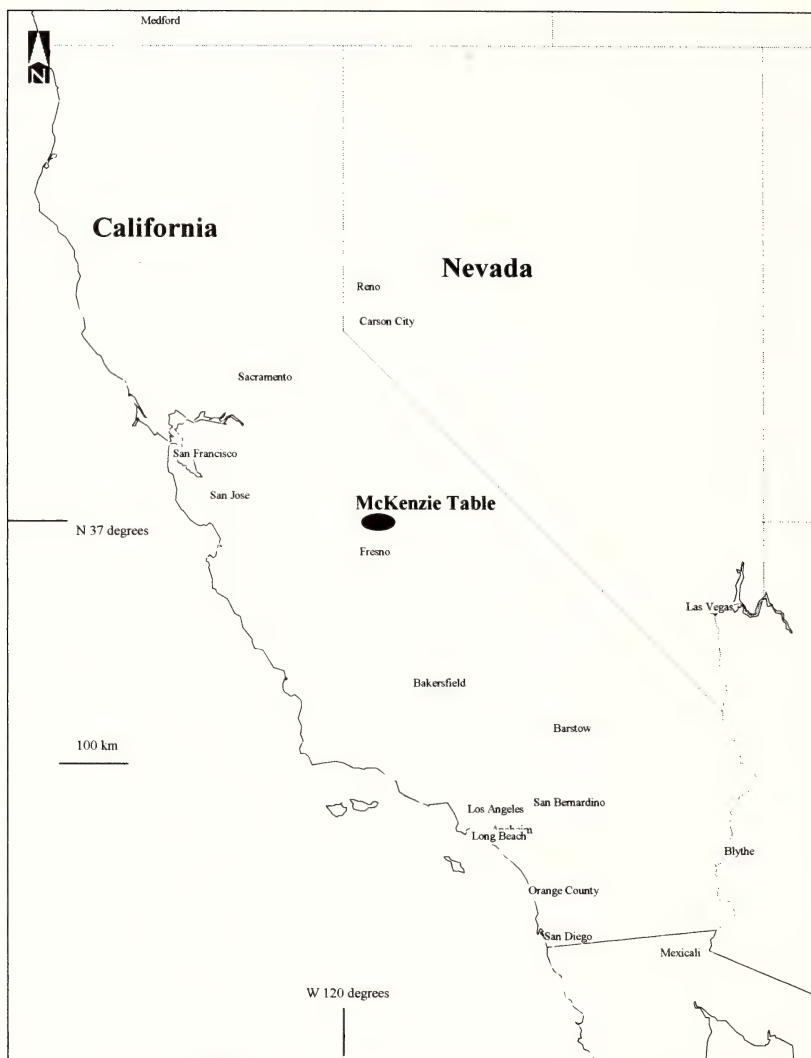 Medford
N
California
Nevada
Reno
Carson City
Sacramento
San Francisco
San Jose
McKenzie Table
N 37 degrees
Fresno
Las Vegas
Bakersfield
Barstow
100 km
San Bernardino
Los Angeles
Anaheim
Long Beach
Blythe
Orange County
San Diego
Mexicali
W 120 degrees